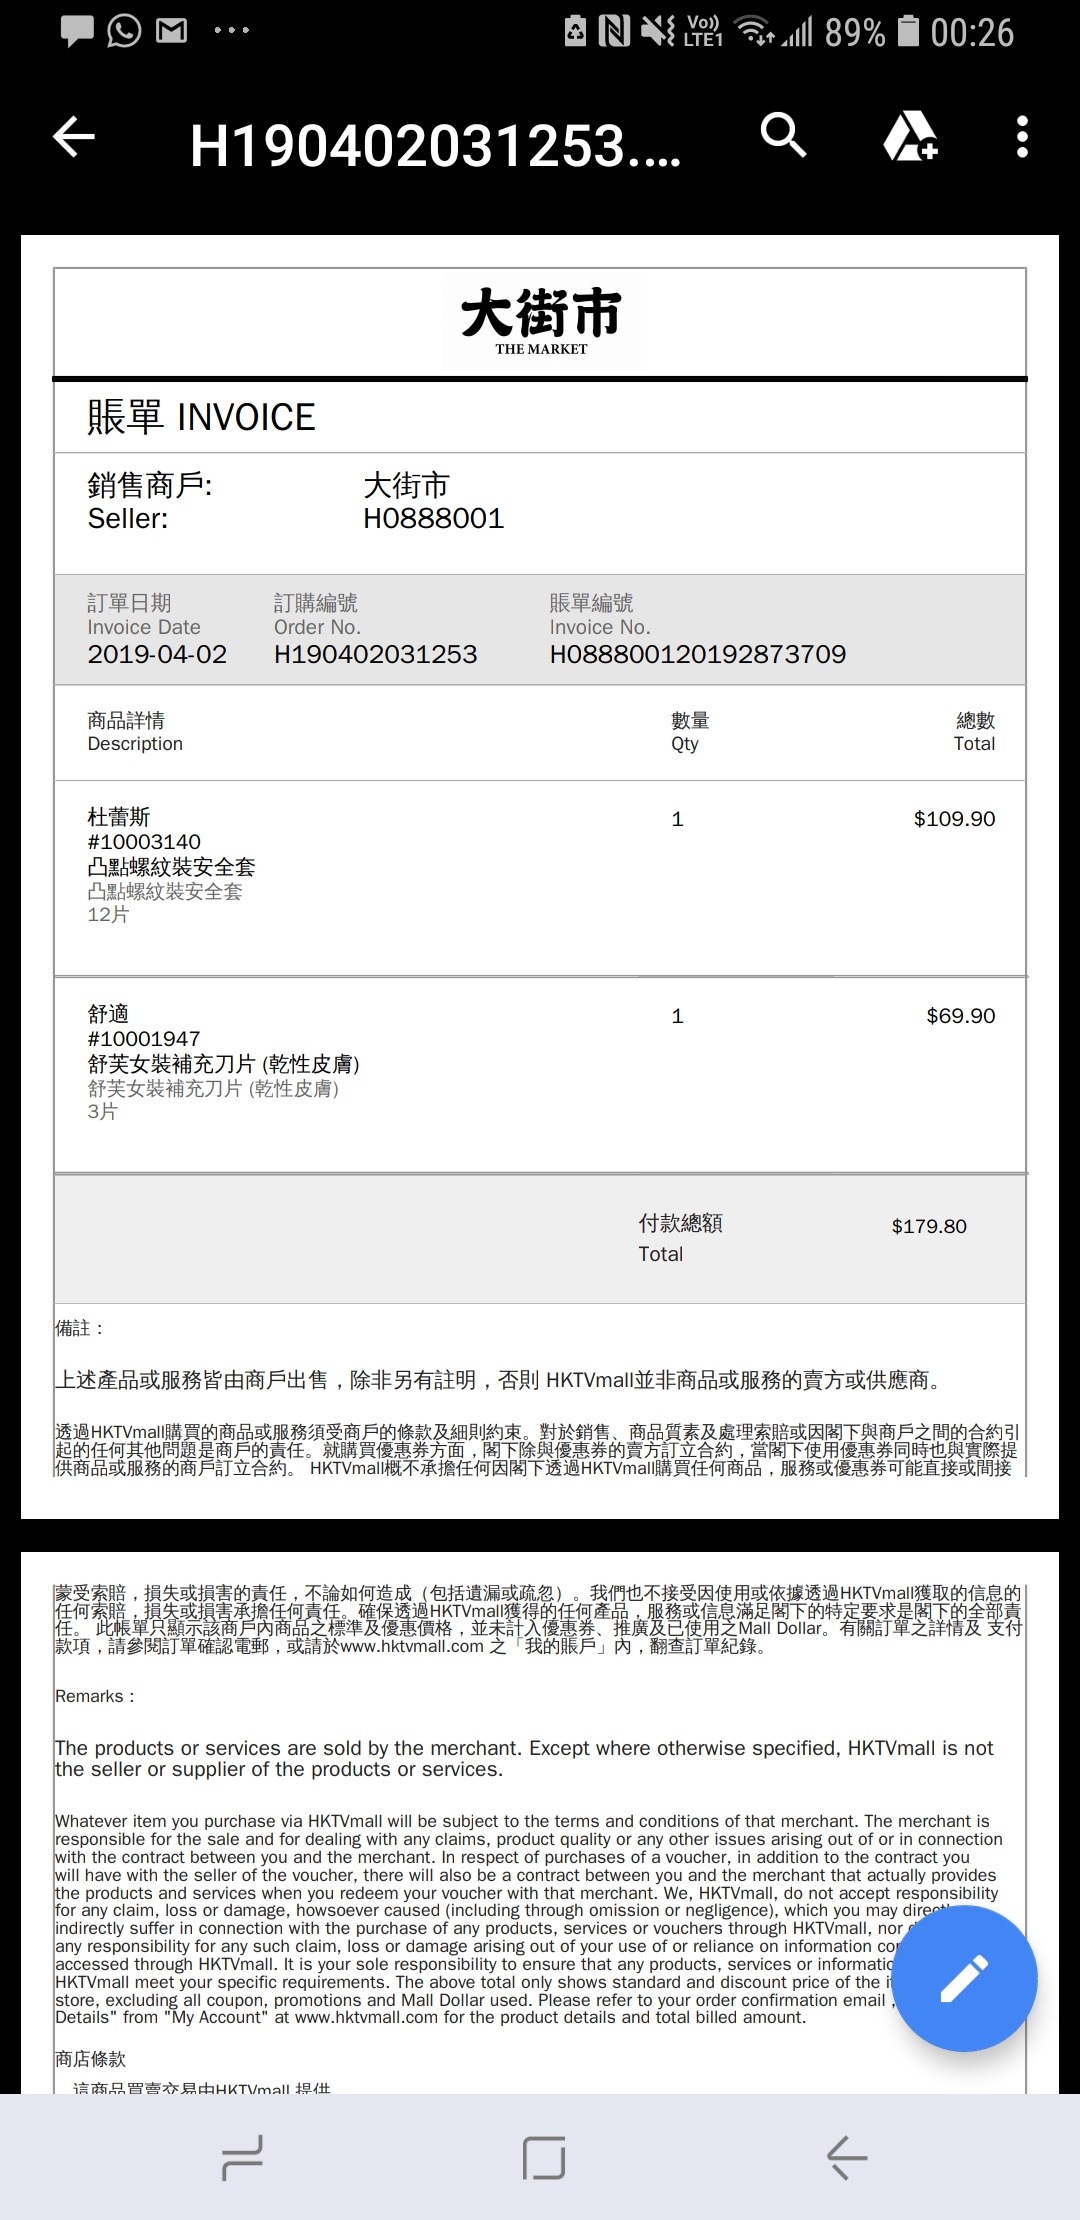 Vo))
LTE1
89%
00:26
H190402031253....
大街市
THE MARKET
賬單 INVOICE
銷售商戶: 大街市
Seller: H0888001
訂單日期 訂購編號 賬單編號
Invoice Date Order No. Invoice No.
2019-04-02 H190402031253 H088800120192873709
商品詳情 數量 總數
Description Qty Total
杜蕾斯 1 $109.90
#10003140
凸點螺紋裝安全套
凸點螺紋裝安全套
12片
舒適 1 $69.90
#10001947
舒芙女裝補充刀片 (乾性皮膚)
舒芙女裝補充刀片 (乾性皮膚)
3片
付款總額 $179.80
Total
備註：
上述產品或服務皆由商戶出售，除非另有註明，否則 HKTVmall並非商品或服務的賣方或供應商。
透過HKTVmall購買的商品或服務須受商戶的條款及細則約束。對於銷售、商品質素及處理索賠或因閣下與商戶之間的合約引
起的任何其他問題是商戶的責任。就購買優惠券方面，閣下除與優惠券的賣方訂立合約，當閣下使用優惠券同時也與實際提
供商品或服務的商戶訂立合約。 HKTVmall概不承擔任何因閣下透過HKTVmall購買任何商品，服務或優惠券可能直接或間接
蒙受索賠，損失或損害的責任，不論如何造成（包括遺漏或疏忽）。我們也不接受因使用或依據透過HKTVmall獲取的信息的
任何索賠，損失或損害承擔任何責任。確保透過HKTVmall獲得的任何產品，服務或信息滿足閣下的特定要求是閣下的全部責
任。 此帳單只顯示該商戶內商品之標準及優惠價格，並未計入優惠券、推廣及已使用之Mall Dollar。有關訂單之詳情及 支付
款項，請參閱訂單確認電郵，或請於www.hktvmall.com 之「我的賬戶」內，翻查訂單紀錄。
Remarks :
The products or services are sold by the merchant. Except where otherwise specified, HKTVmall is not
the seller or supplier of the products or services.
Whatever item you purchase via HKTVmall will be subject to the terms and conditions of that merchant. The merchant is
responsible for the sale and for dealing with any claims, product quality or any other issues arising out of or in connection
with the contract between you and the merchant. In respect of purchases of a voucher, in addition to the contract you
will have with the seller of the voucher, there will also be a contract between you and the merchant that actually provides
the products and services when you redeem your voucher with that merchant. We, HKTVmall, do not accept responsibility
for any claim, loss or damage, howsoever caused (including through omission or negligence), which you may
indirectly suffer in connection with the purchase of any products, services or vouchers through HKTVmall, nor
any responsibility for any such claim, loss or damage arising out of your use of or reliance on information
accessed through HKTVmall. It is your sole responsibility to ensure that any products, services or
HKTVmall meet your specific requirements. The above total only shows standard and discount price of the
store, excluding all coupon, promotions and Mall Dollar used. Please refer to your order confirmation email ,
Details" from "My Account" at www.hktvmall.com for the product details and total billed amount.
商店條款
這商品買賣交易由HKTVmall 提供